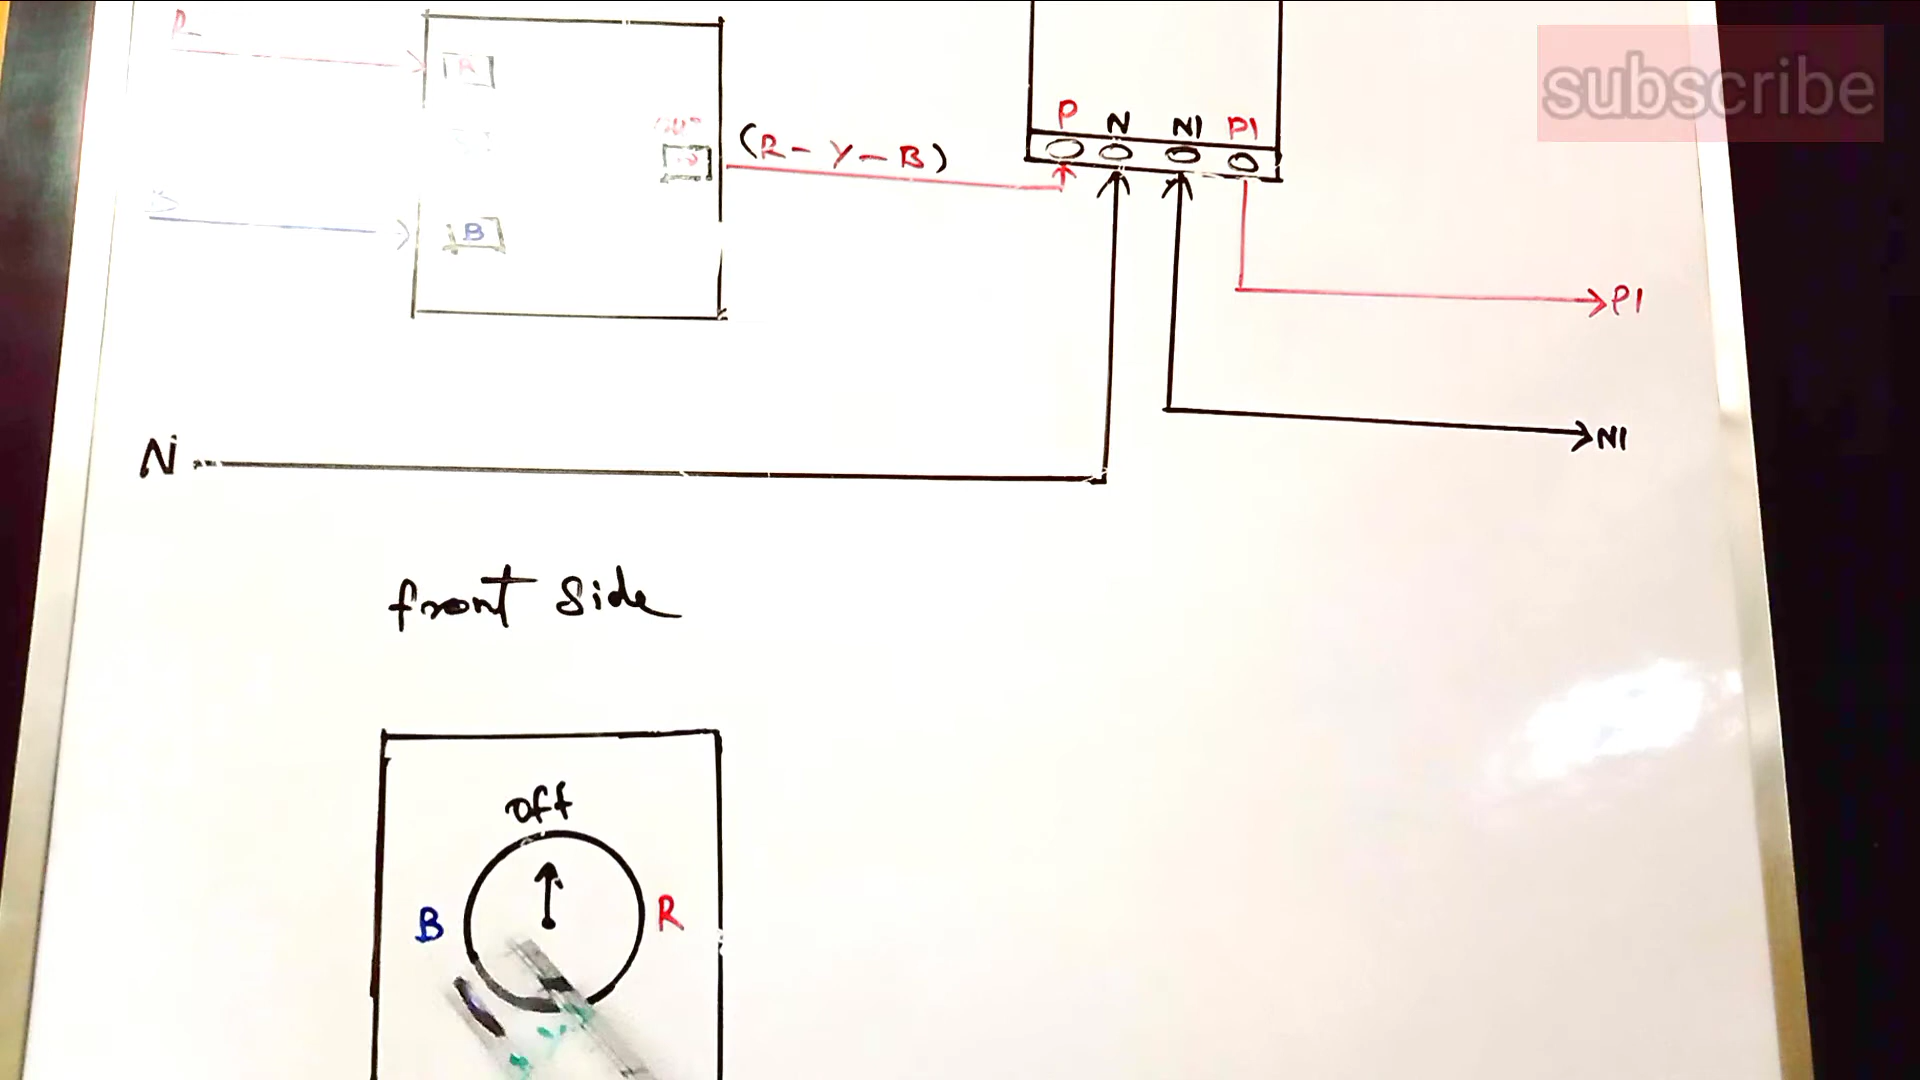 subscribe
R
R
P N N1 P1
(R-Y-B)
B
P1
N
N1
front side
off
B R